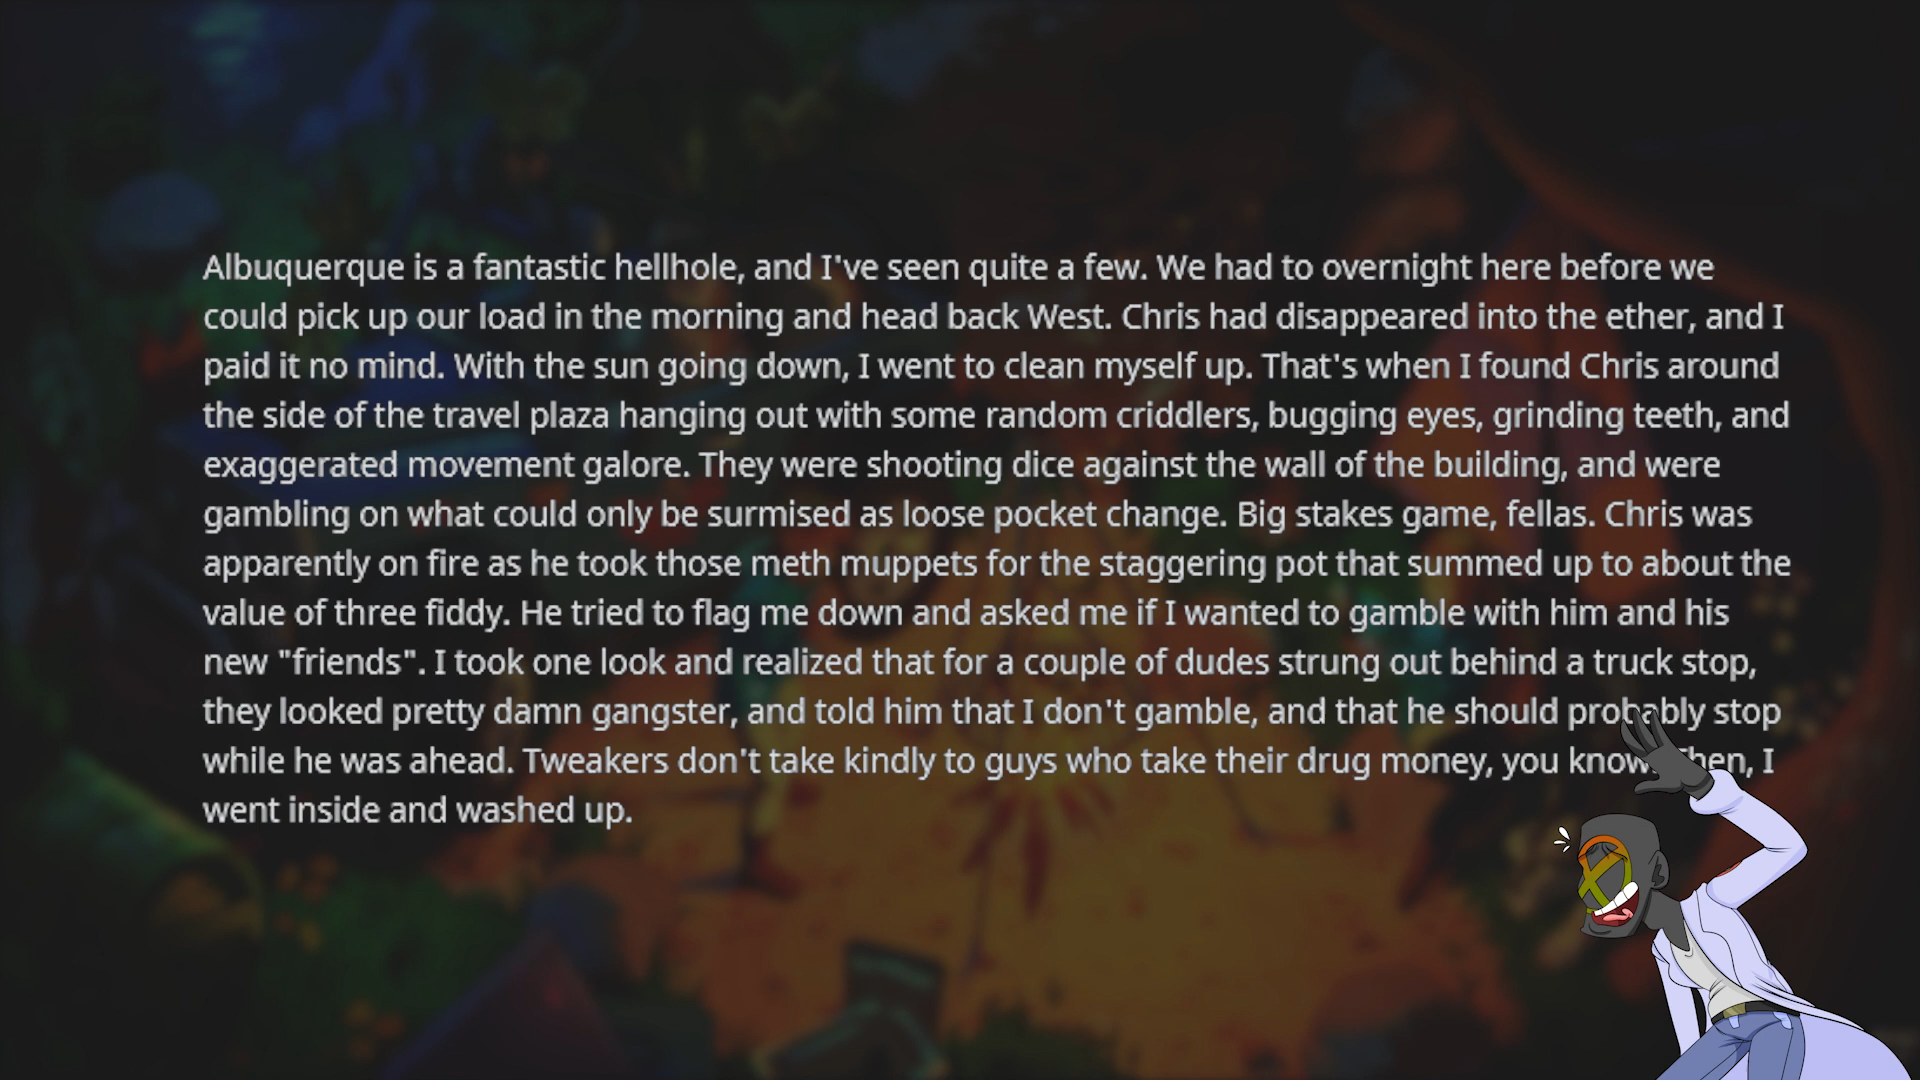 Albuquerque is a fantastic hellhole, and I've seen quite a few. We had to overnight here before we
could pick up our load in the morning and head back West. Chris had disappeared into the ether, and I
paid it no mind. With the sun going down, I went to clean myself up. That's when I found Chris around
the side of the travel plaza hanging out with some random criddlers, bugging eyes, grinding teeth, and
exaggerated movement galore. They were shooting dice against the wall of the building, and were
gambling on what could only be surmised as loose pocket change. Big stakes game, fellas. Chris was
apparently on fire as he took those meth muppets for the staggering pot that summed up to about the
value of three fiddy. He tried to flag me down and asked me if I wanted to gamble with him and his
new "friends". I took one look and realized that for a couple of dudes strung out behind a truck stop,
they looked pretty damn gangster, and told him that I don't gamble, and that he should probably stop
while he was ahead. Tweakers don't take kindly to guys who take their drug money, you know. Then, I
went inside and washed up.